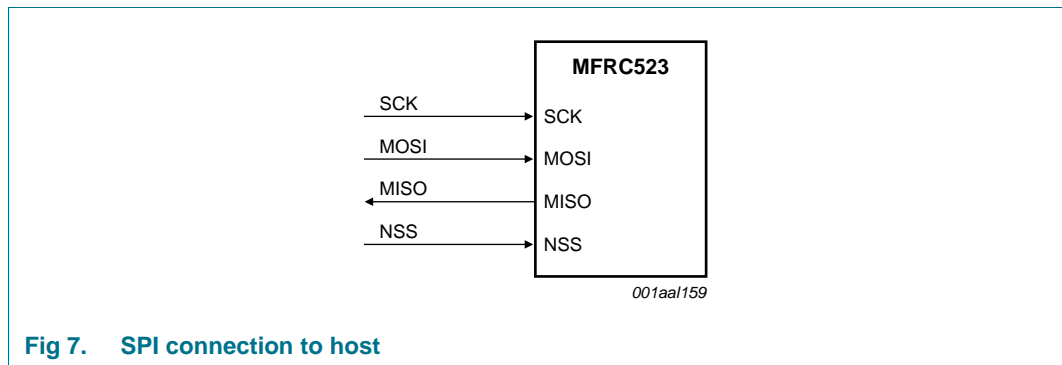 MFRC523
SCK SCK
MOSI MOSI
MISO MISO
NSS NSS
001aal159
Fig 7. SPI connection to host